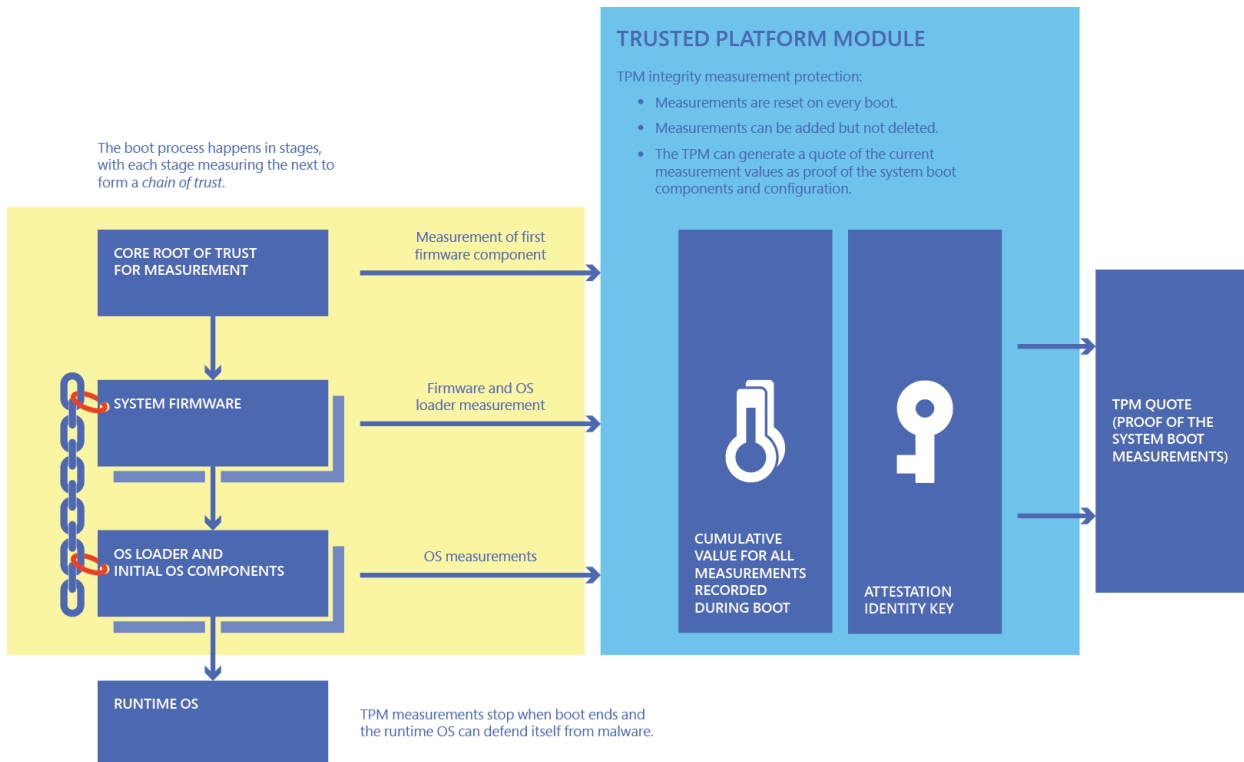 TRUSTED PLATFORM MODULE
TPM integrity measurement protection:
• Measurements are reset on every boot.
• Measurements can be added but not deleted.
• The TPM can generate a quote of the current
measurement values as proof of the system boot
components and configuration.
The boot process happens in stages,
with each stage measuring the next to
form a chain of trust.
CORE ROOT OF TRUST
FOR MEASUREMENT
Measurement of first
firmware component
SYSTEM FIRMWARE
Firmware and OS
loader measurement
OS LOADER AND
INITIAL OS COMPONENTS
OS measurements
CUMULATIVE
VALUE FOR ALL
MEASUREMENTS
RECORDED
DURING BOOT
ATTESTATION
IDENTITY KEY
TPM QUOTE
(PROOF OF THE
SYSTEM BOOT
MEASUREMENTS)
RUNTIME OS
TPM measurements stop when boot ends and
the runtime OS can defend itself from malware.